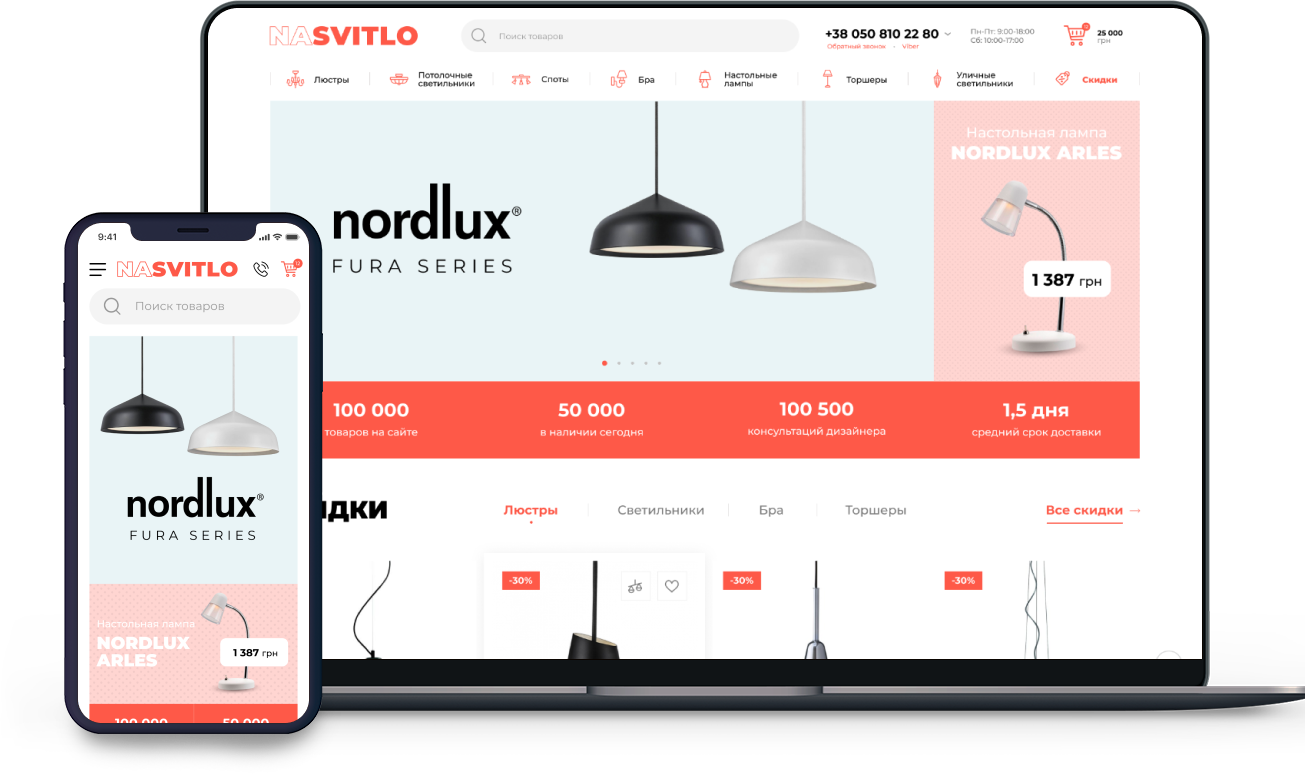 NASVITLO
Поиск товаров
+38 050 810 22 80
Обратный звонок · Viber
Пн-Пт: 9:00-18:00
Сб: 10:00-17:00
12
25 000
грн
Люстры
Потолочные
светильники
Споты
Бра
Настольные
лампы
Торшеры
Уличные
светильники
Скидки
nordlux®
FURA SERIES
Настольная лампа
NORDLUX ARLES
1 387 грн
100 000
товаров на сайте
50 000
в наличии сегодня
100 500
консультаций дизайнера
1,5 дня
средний срок доставки
идки
Люстры
Светильники
Бра
Торшеры
Все скидки →
-30%
-30%
-30%
9:41
NASVITLO
12
Поиск товаров
nordlux®
FURA SERIES
Настольная лампа
NORDLUX
ARLES
1 387 грн
100 000
50 000